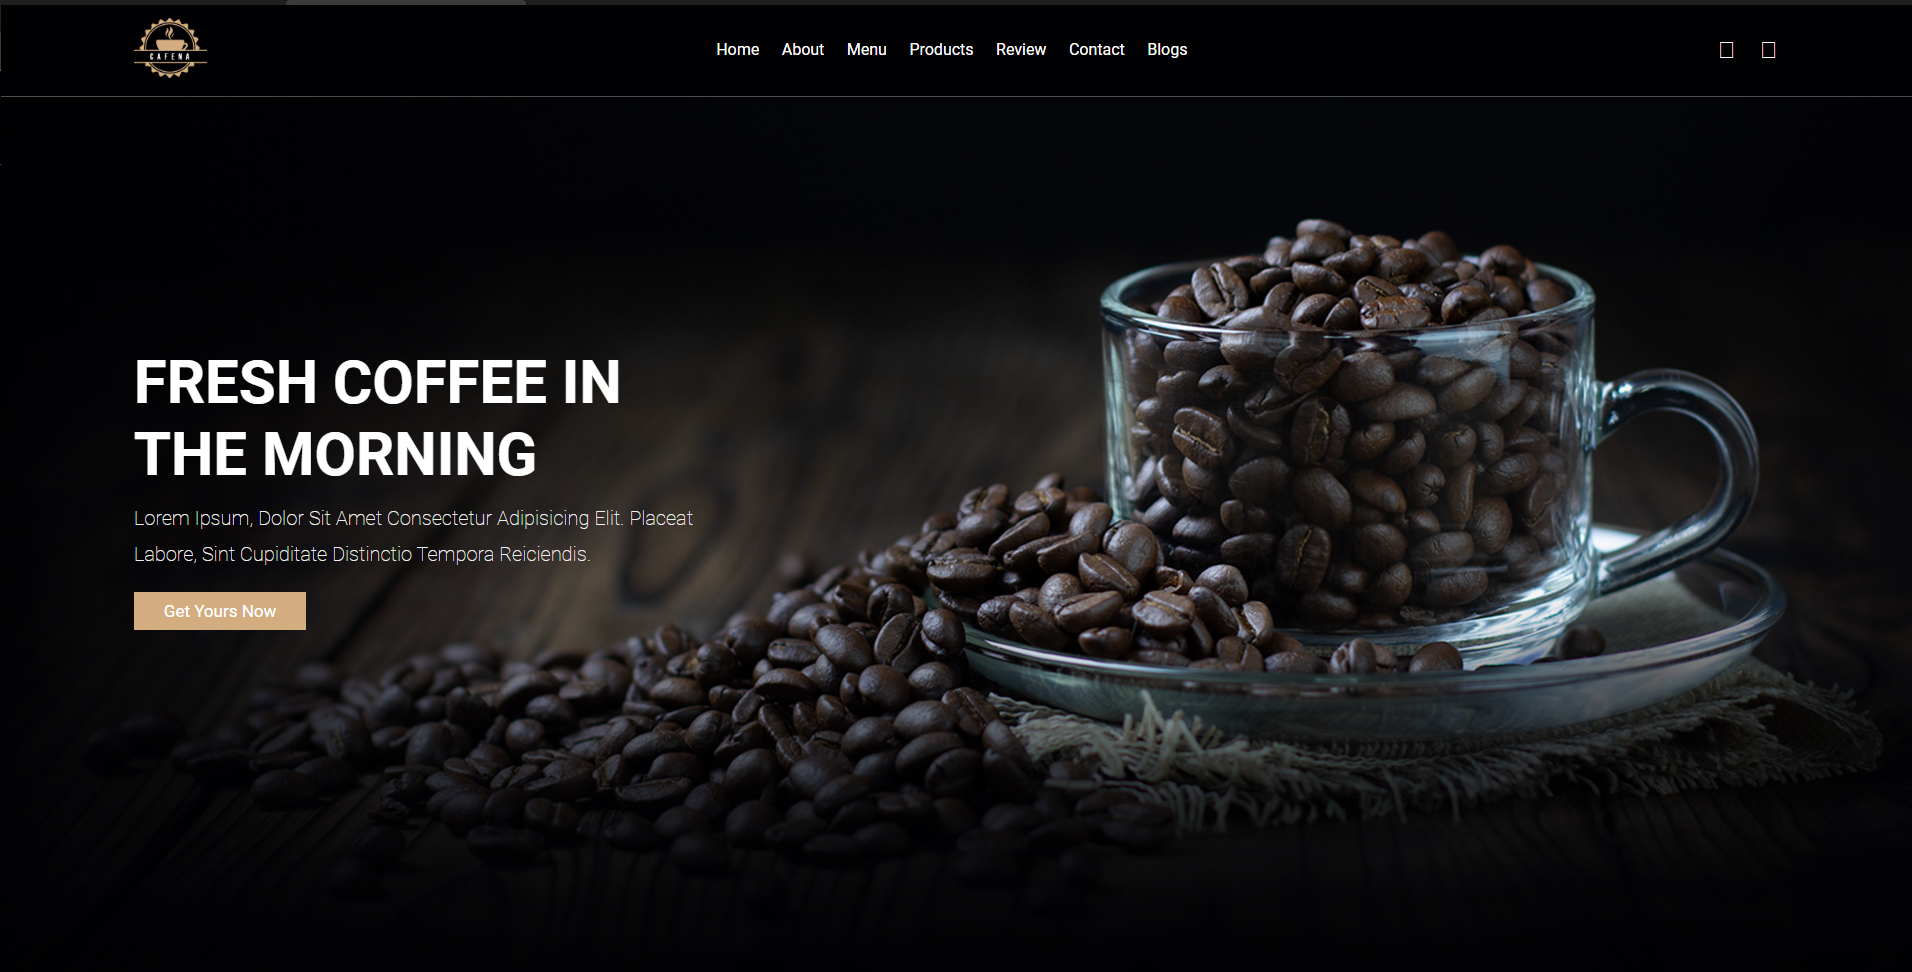 CAFENA
Home About Menu Products Review Contact Blogs
FRESH COFFEE IN
THE MORNING
Lorem Ipsum, Dolor Sit Amet Consectetur Adipisicing Elit. Placeat
Labore, Sint Cupiditate Distinctio Tempora Reiciendis.
Get Yours Now